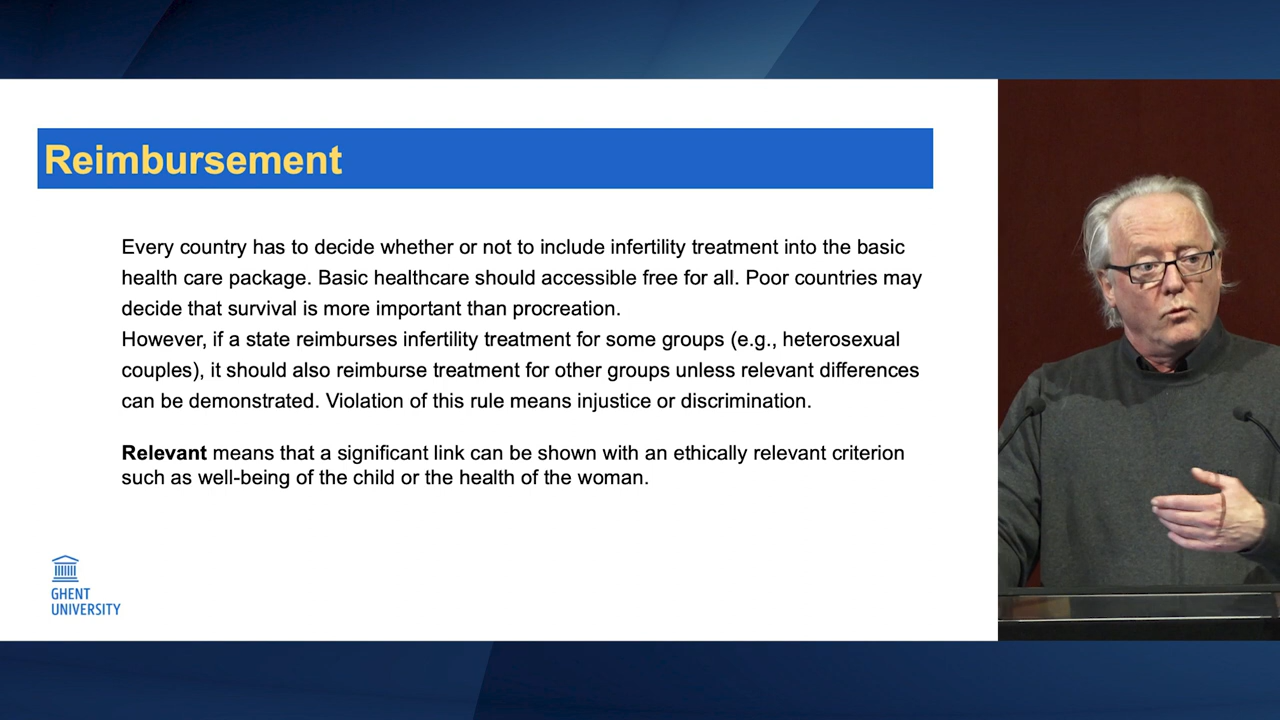 Reimbursement
Every country has to decide whether or not to include infertility treatment into the basic
health care package. Basic healthcare should accessible free for all. Poor countries may
decide that survival is more important than procreation.
However, if a state reimburses infertility treatment for some groups (e.g., heterosexual
couples), it should also reimburse treatment for other groups unless relevant differences
can be demonstrated. Violation of this rule means injustice or discrimination.
Relevant means that a significant link can be shown with an ethically relevant criterion
such as well-being of the child or the health of the woman.
GHENT
UNIVERSITY